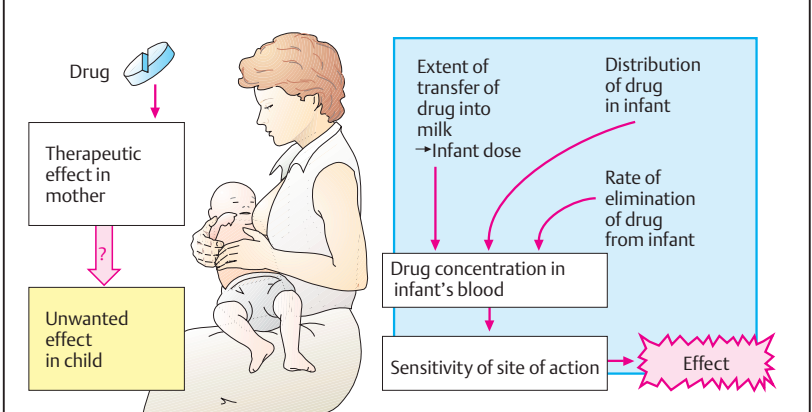 Drug
Therapeutic
effect in
mother
?
Unwanted
effect
in child
Extent of
transfer of
drug into
milk
→Infant dose
Distribution
of drug
in infant
Rate of
elimination
of drug
from infant
Drug concentration in
infant’s blood
Sensitivity of site of action
Effect